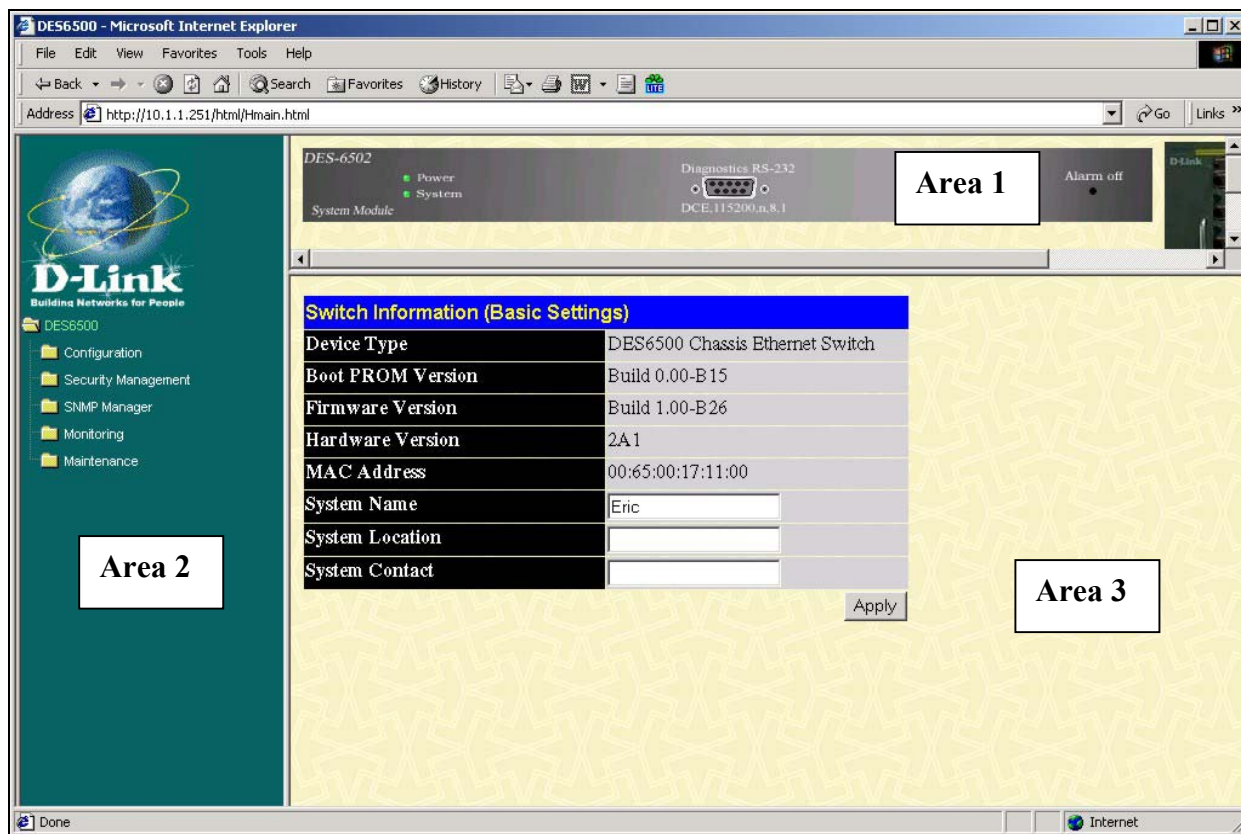 DES6500 - Microsoft Internet Explorer
File Edit View Favorites Tools Help
Back Search Favorites History
Address http://10.1.1.251/html/Hmain.html Go Links »
DES-6502
Power
System
System Module
Diagnostics RS-232
DCE,115200,n,8,1
Area 1
Alarm off
D-Link
D-Link
Building Networks for People
DES6500
Configuration
Security Management
SNMP Manager
Monitoring
Maintenance
Area 2
Switch Information (Basic Settings)
Device Type DES6500 Chassis Ethernet Switch
Boot PROM Version Build 0.00-B15
Firmware Version Build 1.00-B26
Hardware Version 2A1
MAC Address 00:65:00:17:11:00
System Name Eric
System Location
System Contact
Apply
Area 3
Done Internet